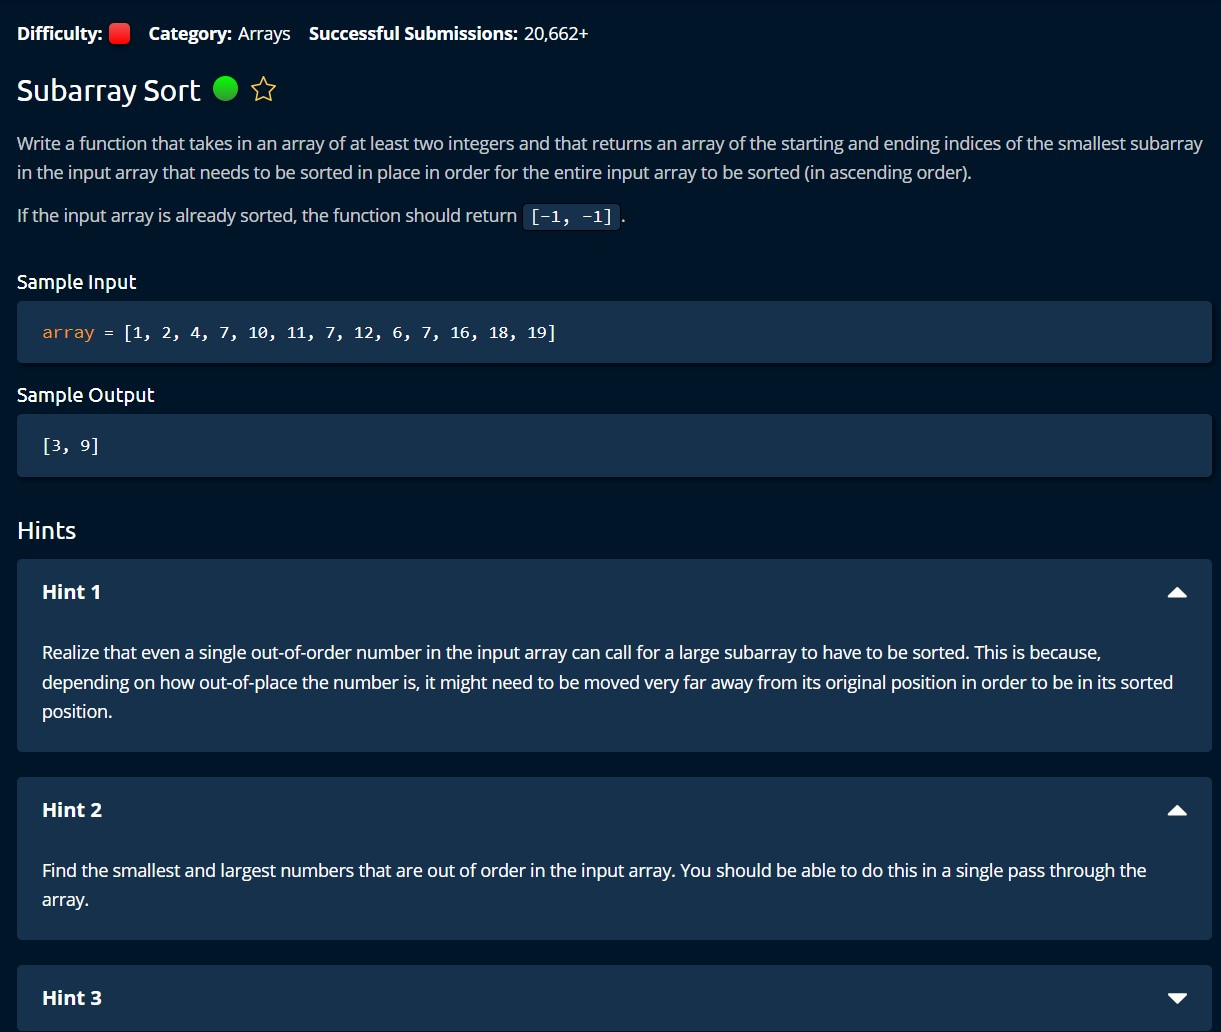 Difficulty: Category: Arrays Successful Submissions: 20,662+
Subarray Sort
Write a function that takes in an array of at least two integers and that returns an array of the starting and ending indices of the smallest subarray
in the input array that needs to be sorted in place in order for the entire input array to be sorted (in ascending order).
If the input array is already sorted, the function should return [-1, -1] .
Sample Input
array = [1, 2, 4, 7, 10, 11, 7, 12, 6, 7, 16, 18, 19]
Sample Output
[3, 9]
Hints
Hint 1
Realize that even a single out-of-order number in the input array can call for a large subarray to have to be sorted. This is because,
depending on how out-of-place the number is, it might need to be moved very far away from its original position in order to be in its sorted
position.
Hint 2
Find the smallest and largest numbers that are out of order in the input array. You should be able to do this in a single pass through the
array.
Hint 3